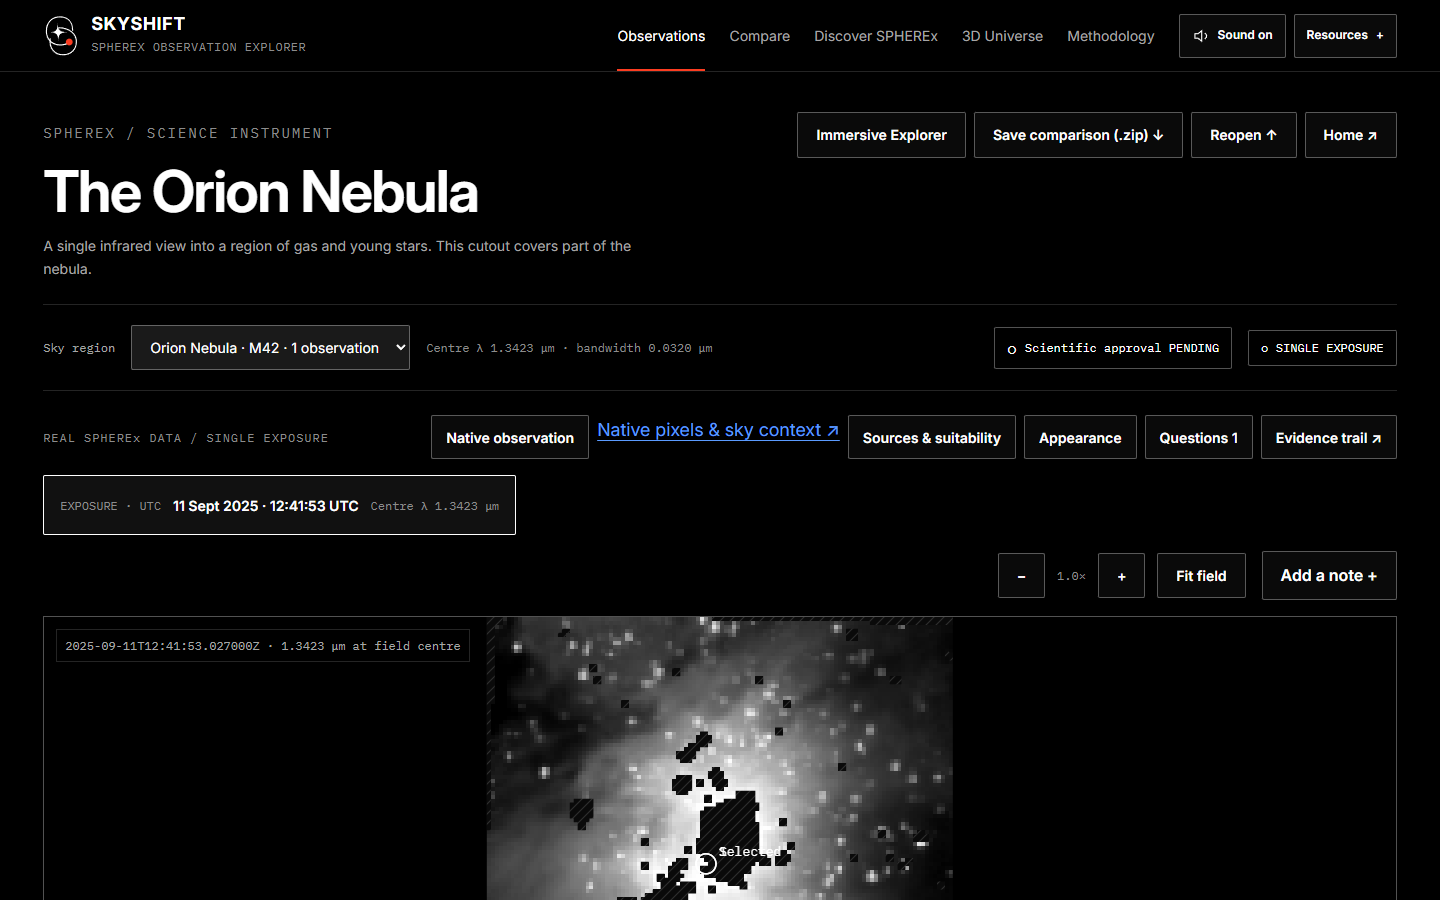 SKYSHIFT
SPHEREX OBSERVATION EXPLORER
Observations
Compare
Discover SPHEREx
3D Universe
Methodology
Sound on
Resources +
SPHEREX / SCIENCE INSTRUMENT
Immersive Explorer
Save comparison (.zip) ↓
Reopen ↑
Home ↗
The Orion Nebula
A single infrared view into a region of gas and young stars. This cutout covers part of the
nebula.
Sky region
Orion Nebula · M42 · 1 observation
Centre λ 1.3423 µm · bandwidth 0.0320 µm
Scientific approval PENDING
SINGLE EXPOSURE
REAL SPHEREx DATA / SINGLE EXPOSURE
Native observation
Native pixels & sky context ↗
Sources & suitability
Appearance
Questions 1
Evidence trail ↗
EXPOSURE · UTC 11 Sept 2025 · 12:41:53 UTC Centre λ 1.3423 µm
−
1.0×
+
Fit field
Add a note +
2025-09-11T12:41:53.027000Z · 1.3423 µm at field centre
Selected